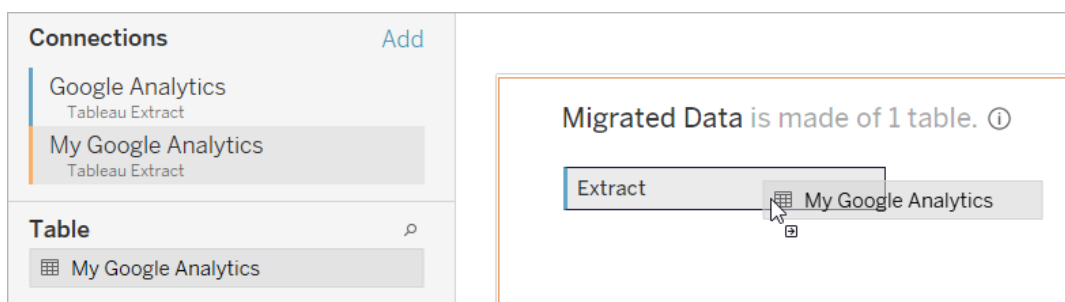 Connections Add
Google Analytics
Tableau Extract
My Google Analytics
Tableau Extract
Table
My Google Analytics
Migrated Data is made of 1 table.
Extract
My Google Analytics